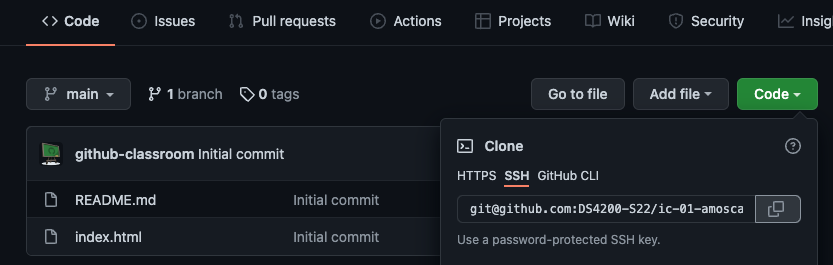 Code Issues Pull requests Actions Projects Wiki Security Insig
main 1 branch 0 tags Go to file Add file Code
github-classroom Initial commit
Clone
HTTPS SSH GitHub CLI
README.md Initial commit
git@github.com:DS4200-S22/ic-01-amosca
index.html Initial commit
Use a password-protected SSH key.